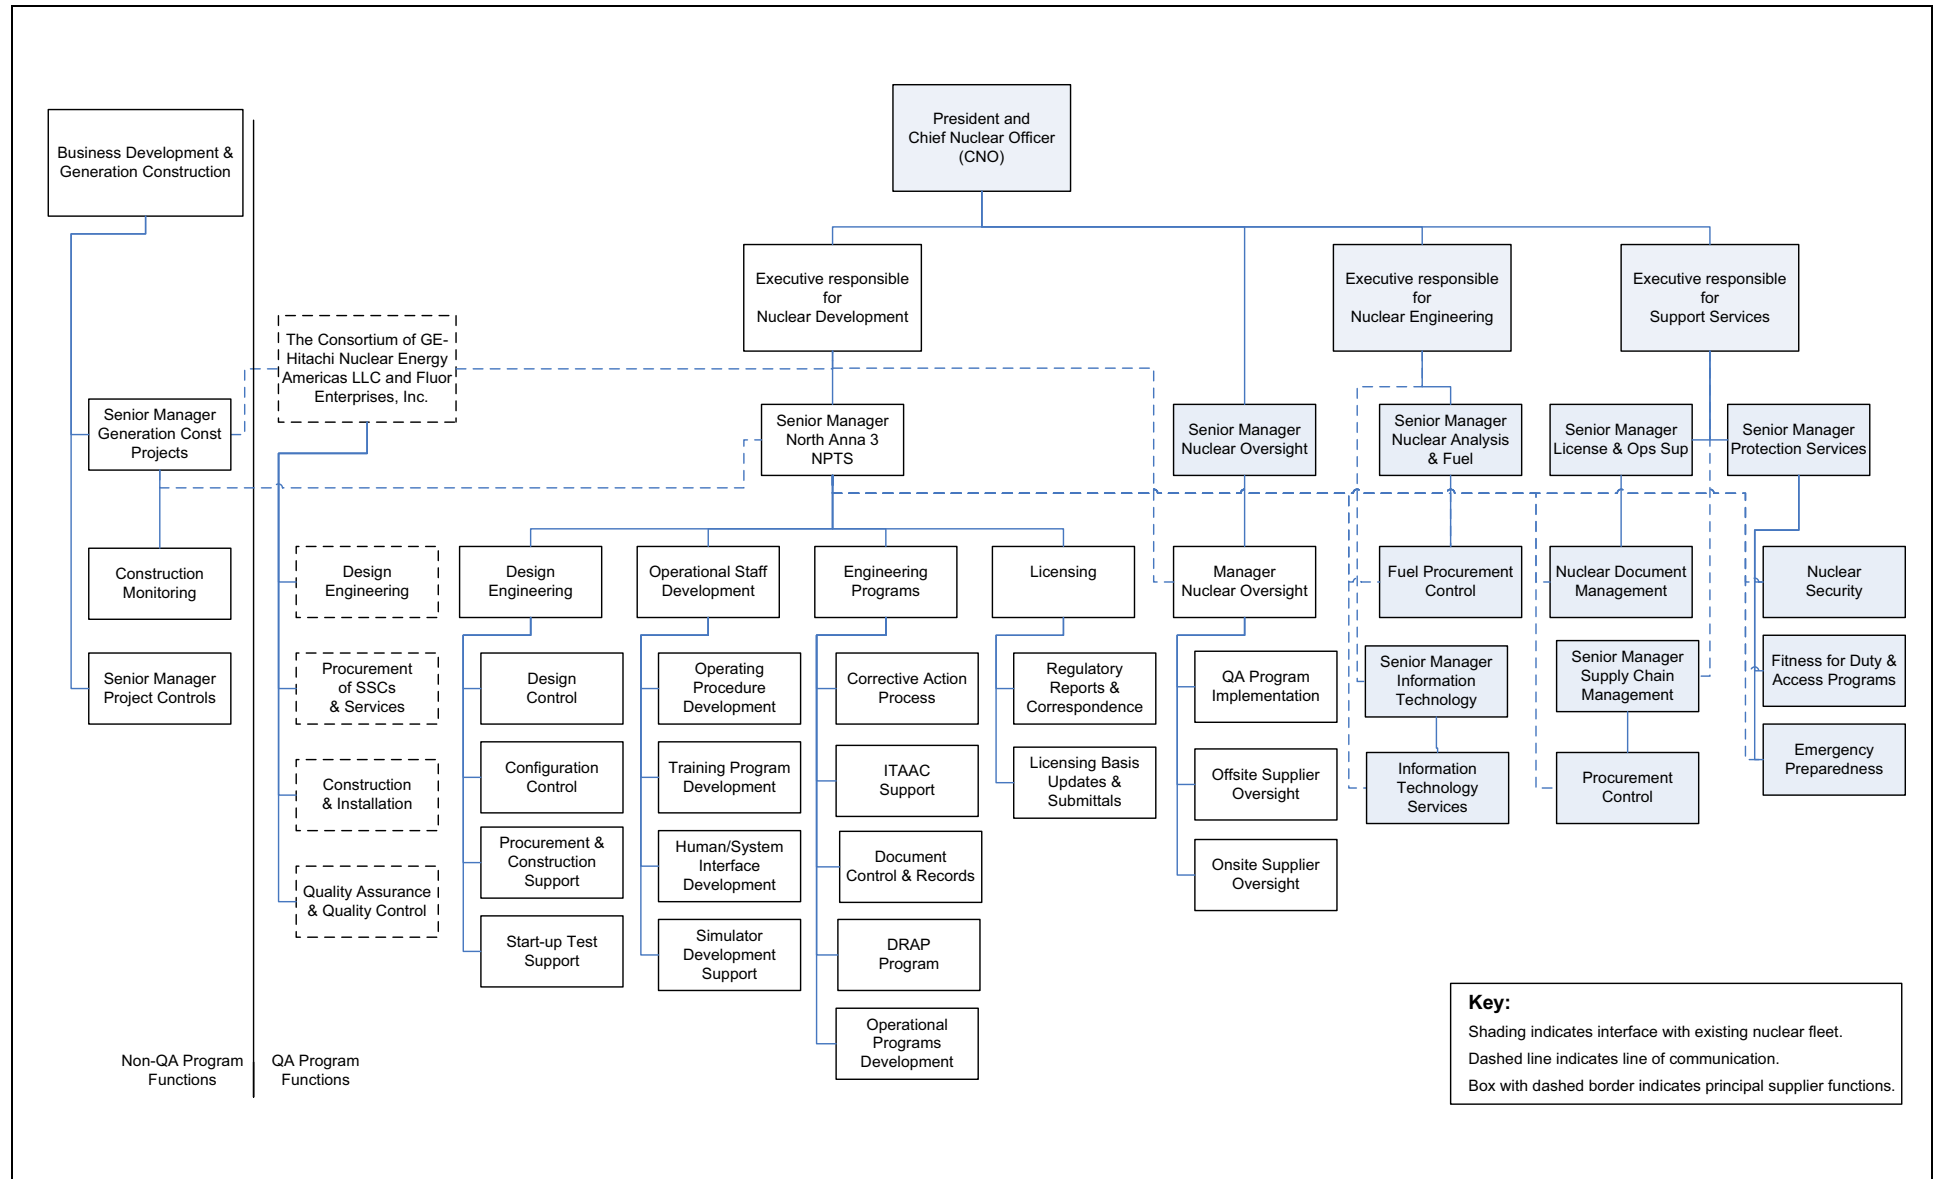 President and
Chief Nuclear Officer
(CNO)
Business Development &
Generation Construction
Executive responsible
for
Nuclear Development
Executive responsible
for
Nuclear Engineering
Executive responsible
for
Support Services
The Consortium of GE-
Hitachi Nuclear Energy
Americas LLC and Fluor
Enterprises, Inc.
Senior Manager
Generation Const
Projects
Senior Manager
North Anna 3
NPTS
Senior Manager
Nuclear Oversight
Senior Manager
Nuclear Analysis
& Fuel
Senior Manager
License & Ops Sup
Senior Manager
Protection Services
Construction
Monitoring
Design
Engineering
Design
Engineering
Operational Staff
Development
Engineering
Programs
Licensing
Manager
Nuclear Oversight
Fuel Procurement
Control
Nuclear Document
Management
Nuclear
Security
Senior Manager
Project Controls
Procurement
of SSCs
& Services
Design
Control
Operating
Procedure
Development
Corrective Action
Process
Regulatory
Reports &
Correspondence
QA Program
Implementation
Senior Manager
Information
Technology
Senior Manager
Supply Chain
Management
Fitness for Duty &
Access Programs
Construction
& Installation
Configuration
Control
Training Program
Development
ITAAC
Support
Licensing Basis
Updates &
Submittals
Offsite Supplier
Oversight
Information
Technology
Services
Procurement
Control
Emergency
Preparedness
Quality Assurance
& Quality Control
Procurement &
Construction
Support
Human/System
Interface
Development
Document
Control & Records
Onsite Supplier
Oversight
Start-up Test
Support
Simulator
Development
Support
DRAP
Program
Operational
Programs
Development
Non-QA Program
Functions
QA Program
Functions
Key:
Shading indicates interface with existing nuclear fleet.
Dashed line indicates line of communication.
Box with dashed border indicates principal supplier functions.